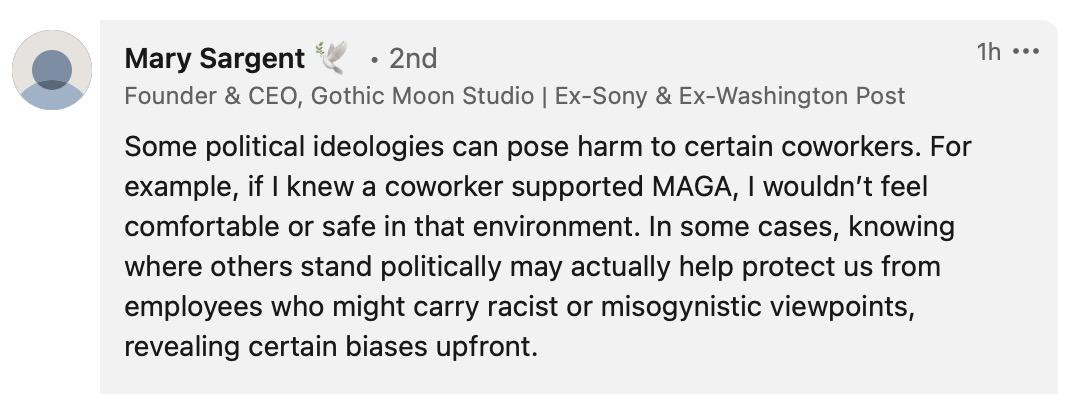 Mary Sargent 🕊️ • 2nd
1h •••
Founder & CEO, Gothic Moon Studio | Ex-Sony & Ex-Washington Post
Some political ideologies can pose harm to certain coworkers. For
example, if I knew a coworker supported MAGA, I wouldn’t feel
comfortable or safe in that environment. In some cases, knowing
where others stand politically may actually help protect us from
employees who might carry racist or misogynistic viewpoints,
revealing certain biases upfront.